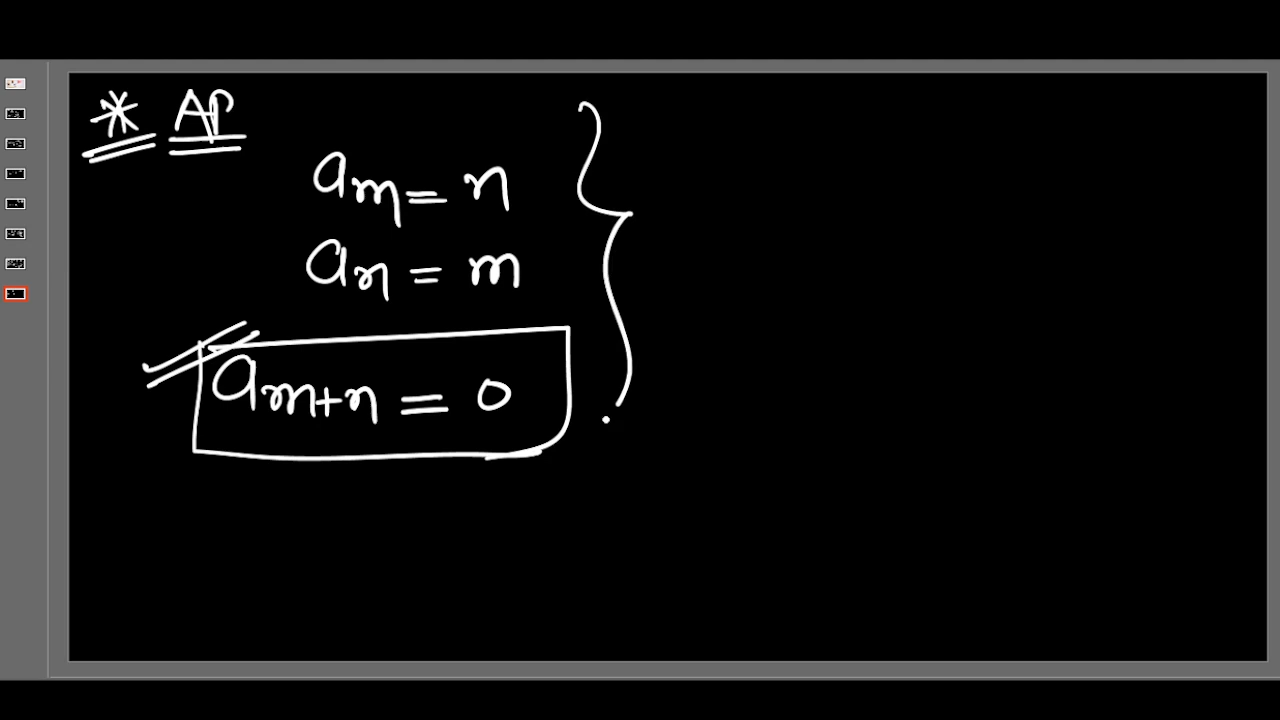 * AP
aₘ = n
aₙ = m
aₘ₊ₙ = 0